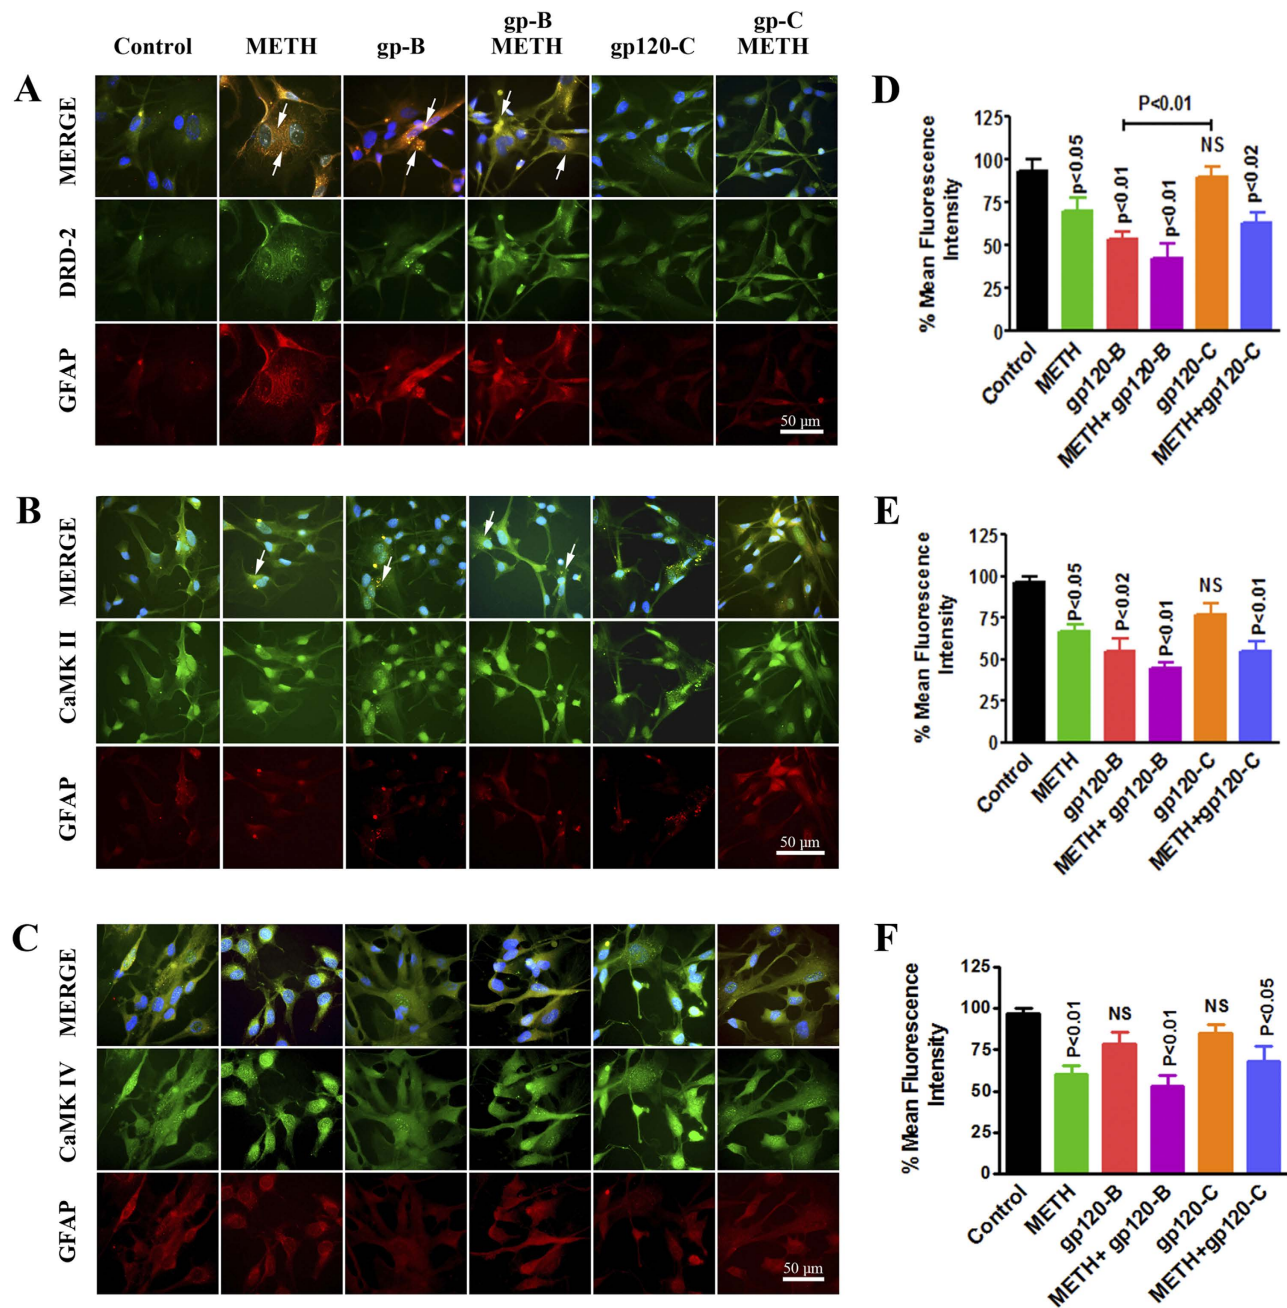 Control
METH
gp-B
gp-B
METH
gp120-C
gp-C
METH
A
MERGE
DRD-2
GFAP
50 µm
D
% Mean Fluorescence
Intensity
125
100
75
50
25
0
P<0.01
p<0.05
p<0.01
p<0.01
NS
p<0.02
Control
METH
gp120-B
METH+ gp120-B
gp120-C
METH+gp120-C
B
MERGE
CaMK II
GFAP
50 µm
E
% Mean Fluorescence
Intensity
125
100
75
50
25
0
P<0.05
P<0.02
P<0.01
NS
P<0.01
Control
METH
gp120-B
METH+ gp120-B
gp120-C
METH+gp120-C
C
MERGE
CaMK IV
GFAP
50 µm
F
% Mean Fluorescence
Intensity
125
100
75
50
25
0
P<0.01
NS
P<0.01
NS
P<0.05
Control
METH
gp120-B
METH+ gp120-B
gp120-C
METH+gp120-C